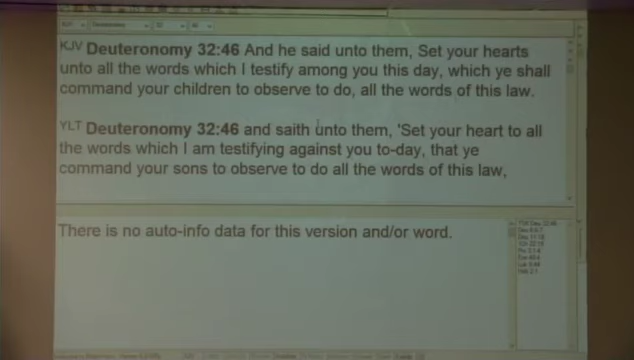 KJV Deuteronomy 32:46 And he said unto them, Set your hearts
unto all the words which I testify among you this day, which ye shall
command your children to observe to do, all the words of this law.
YLT Deuteronomy 32:46 and saith unto them, 'Set your heart to all
the words which I am testifying against you to-day, that ye
command your sons to observe to do all the words of this law,
There is no auto-info data for this version and/or word.